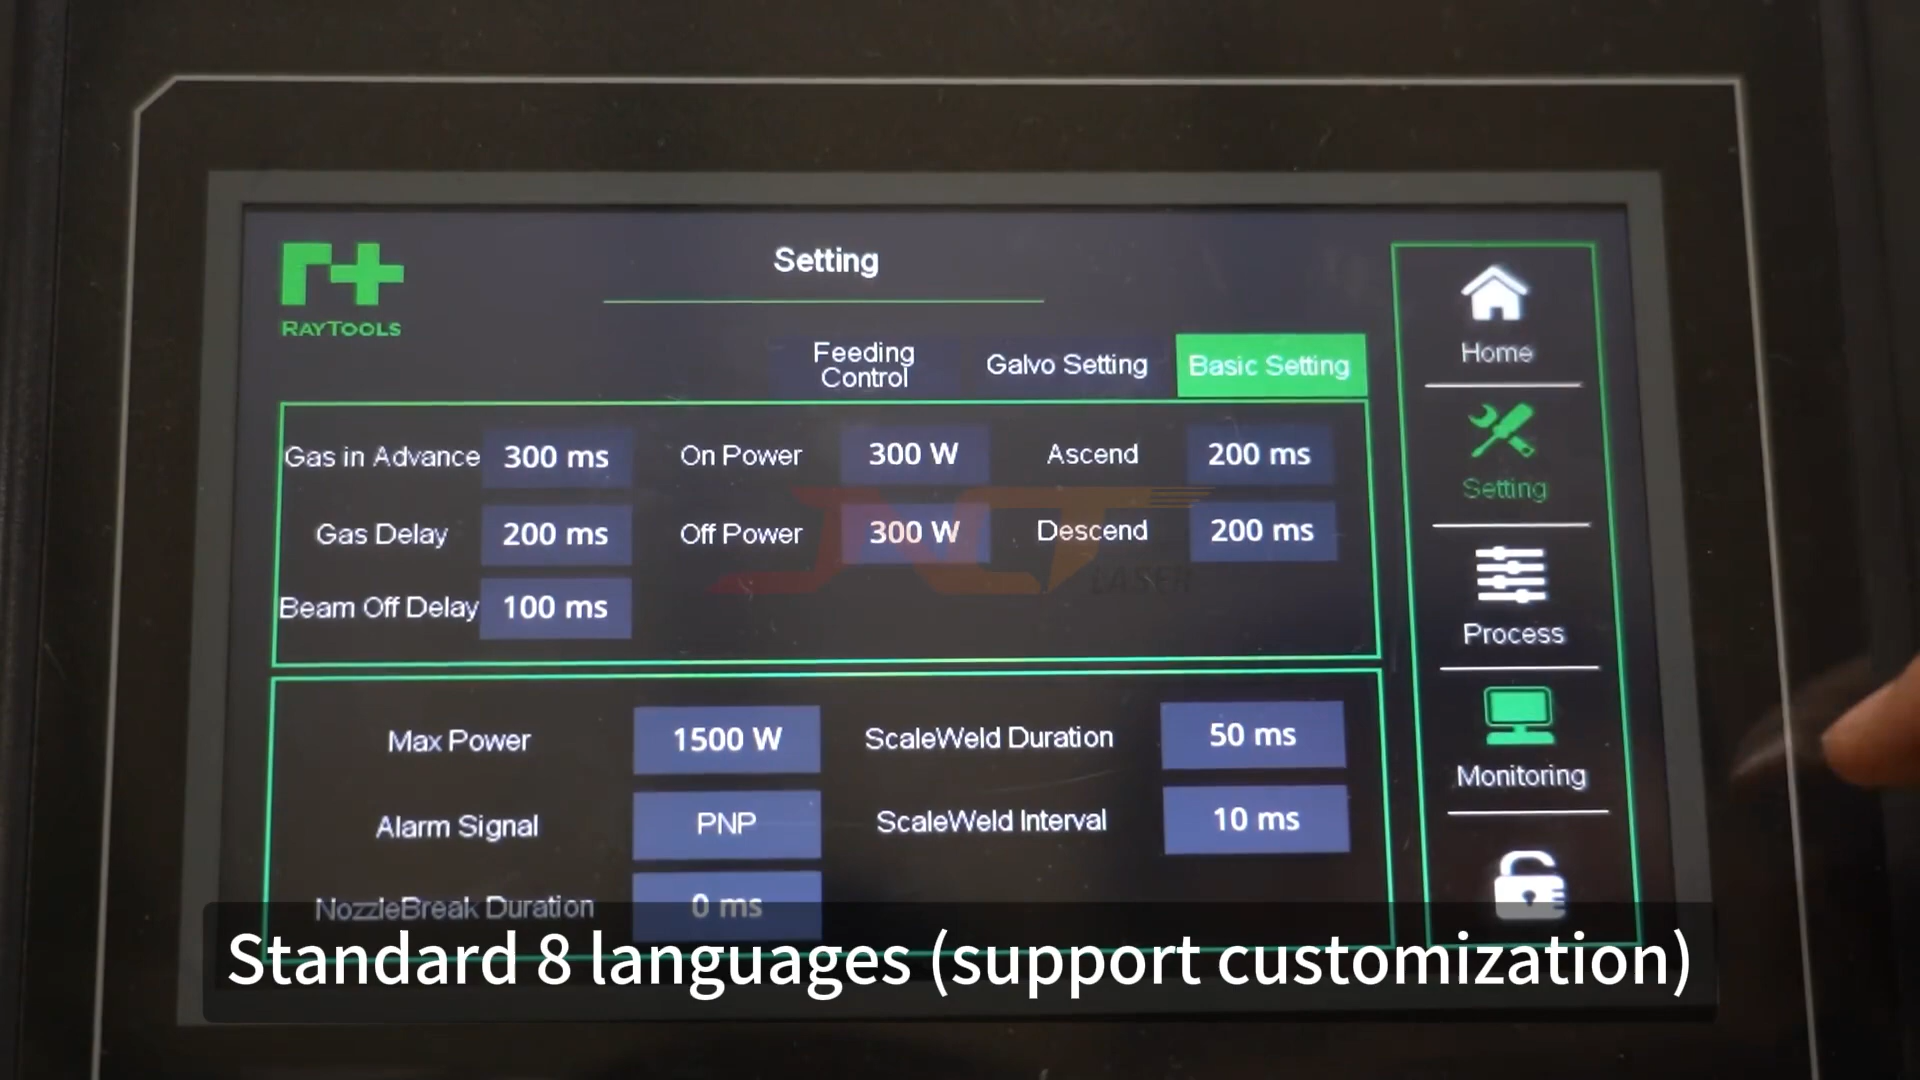 r+
RAYTOOLS
Setting
Feeding
Control
Galvo Setting
Basic Setting
Gas in Advance 300 ms On Power 300 W Ascend 200 ms
Gas Delay 200 ms Off Power 300 W Descend 200 ms
Beam Off Delay 100 ms
LASER
Max Power 1500 W ScaleWeld Duration 50 ms
Alarm Signal PNP ScaleWeld Interval 10 ms
NozzleBreak Duration 0 ms
Home
Setting
Process
Monitoring
Standard 8 languages (support customization)